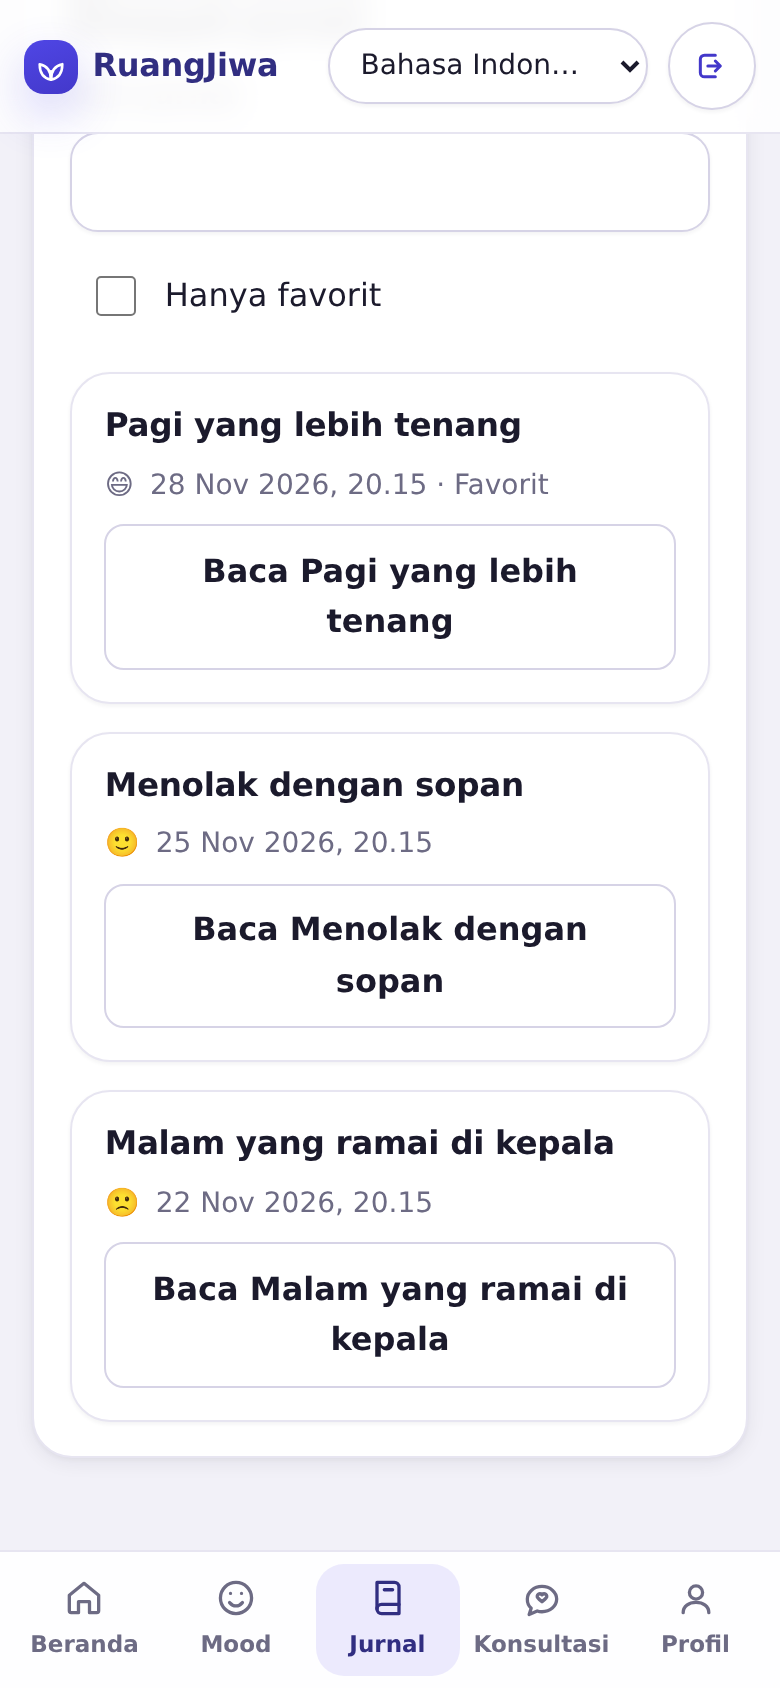 RuangJiwa
Bahasa Indon...
Hanya favorit
Pagi yang lebih tenang
😄 28 Nov 2026, 20.15 · Favorit
Baca Pagi yang lebih
tenang
Menolak dengan sopan
🙂 25 Nov 2026, 20.15
Baca Menolak dengan
sopan
Malam yang ramai di kepala
🙁 22 Nov 2026, 20.15
Baca Malam yang ramai di
kepala
Beranda
Mood
Jurnal
Konsultasi
Profil